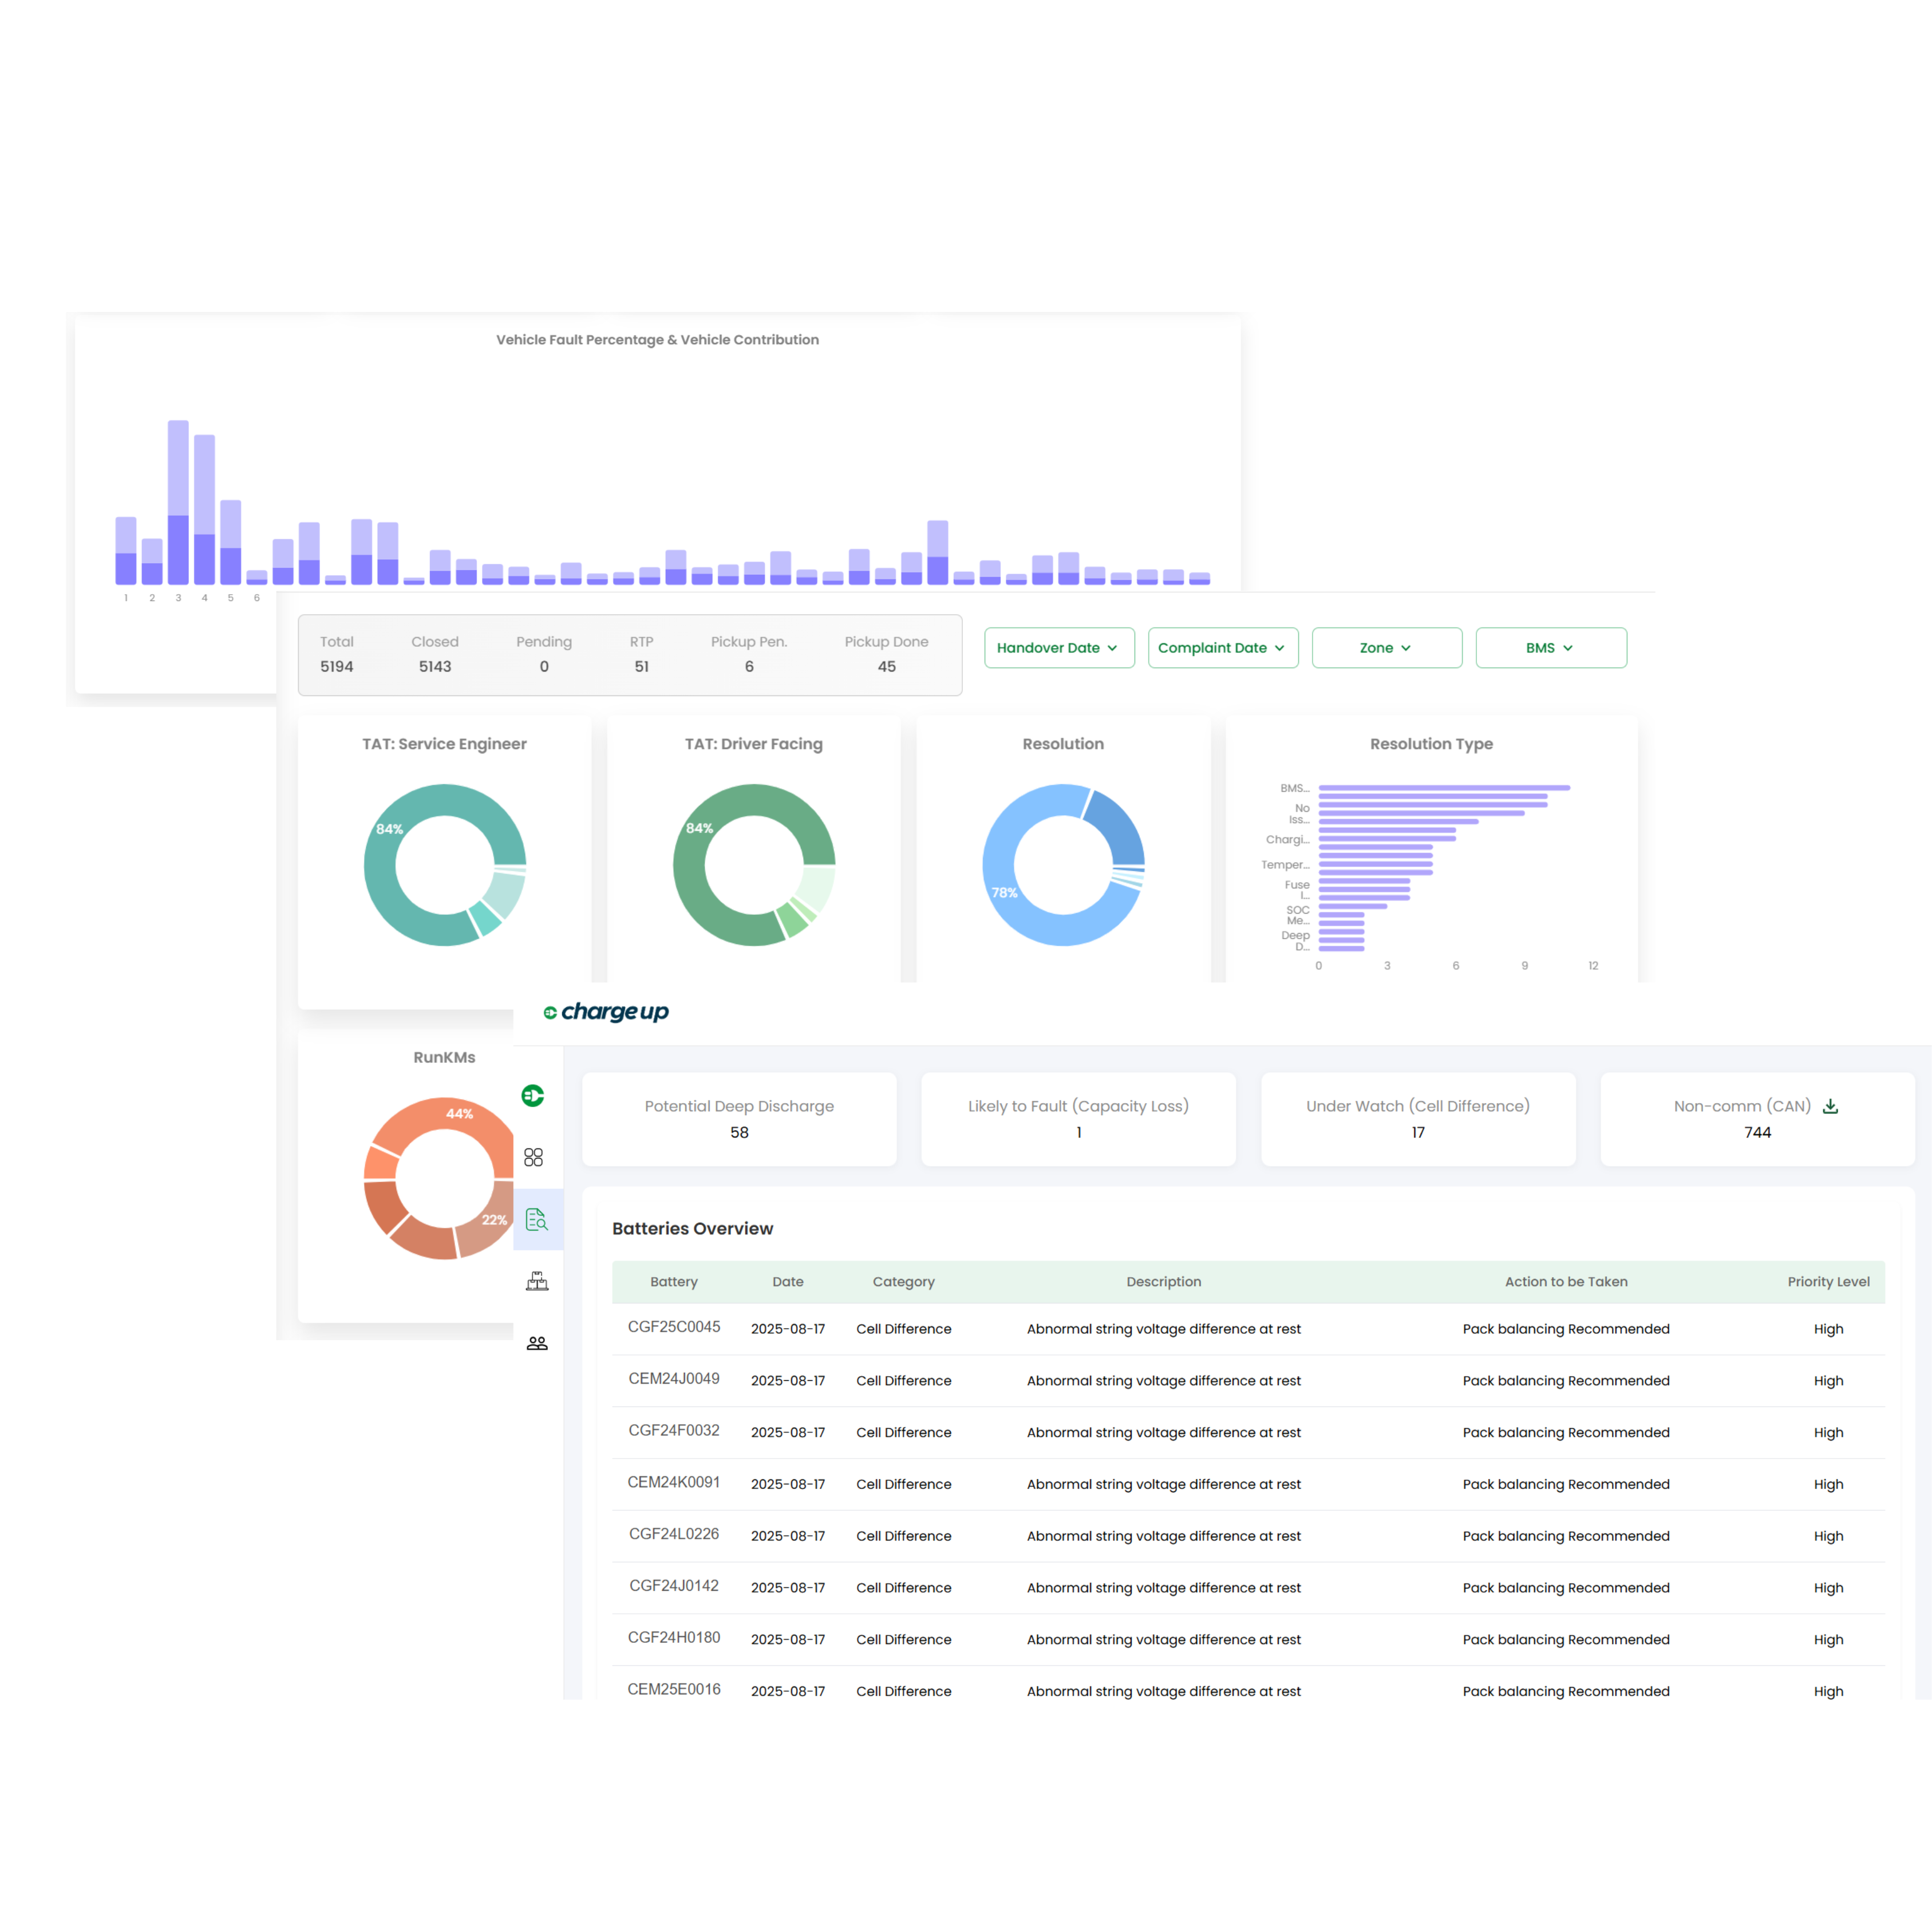 Vehicle Fault Percentage & Vehicle Contribution
1 2 3 4 5 6
Total Closed Pending RTP Pickup Pen. Pickup Done
5194 5143 0 51 6 45
Handover Date Complaint Date Zone BMS
TAT: Service Engineer TAT: Driver Facing Resolution Resolution Type
84%
84%
78%
BMS...
No
Iss...
Chargi...
Temper...
Fuse
I...
SOC
Me...
Deep
D...
0 3 6 9 12
RunKMs
44%
22%
chargeup
Potential Deep Discharge Likely to Fault (Capacity Loss) Under Watch (Cell Difference) Non-comm (CAN)
58 1 17 744
Batteries Overview
Battery Date Category Description Action to be Taken Priority Level
CGF25C0045 2025-08-17 Cell Difference Abnormal string voltage difference at rest Pack balancing Recommended High
CEM24J0049 2025-08-17 Cell Difference Abnormal string voltage difference at rest Pack balancing Recommended High
CGF24F0032 2025-08-17 Cell Difference Abnormal string voltage difference at rest Pack balancing Recommended High
CEM24K0091 2025-08-17 Cell Difference Abnormal string voltage difference at rest Pack balancing Recommended High
CGF24L0226 2025-08-17 Cell Difference Abnormal string voltage difference at rest Pack balancing Recommended High
CGF24J0142 2025-08-17 Cell Difference Abnormal string voltage difference at rest Pack balancing Recommended High
CGF24H0180 2025-08-17 Cell Difference Abnormal string voltage difference at rest Pack balancing Recommended High
CEM25E0016 2025-08-17 Cell Difference Abnormal string voltage difference at rest Pack balancing Recommended High